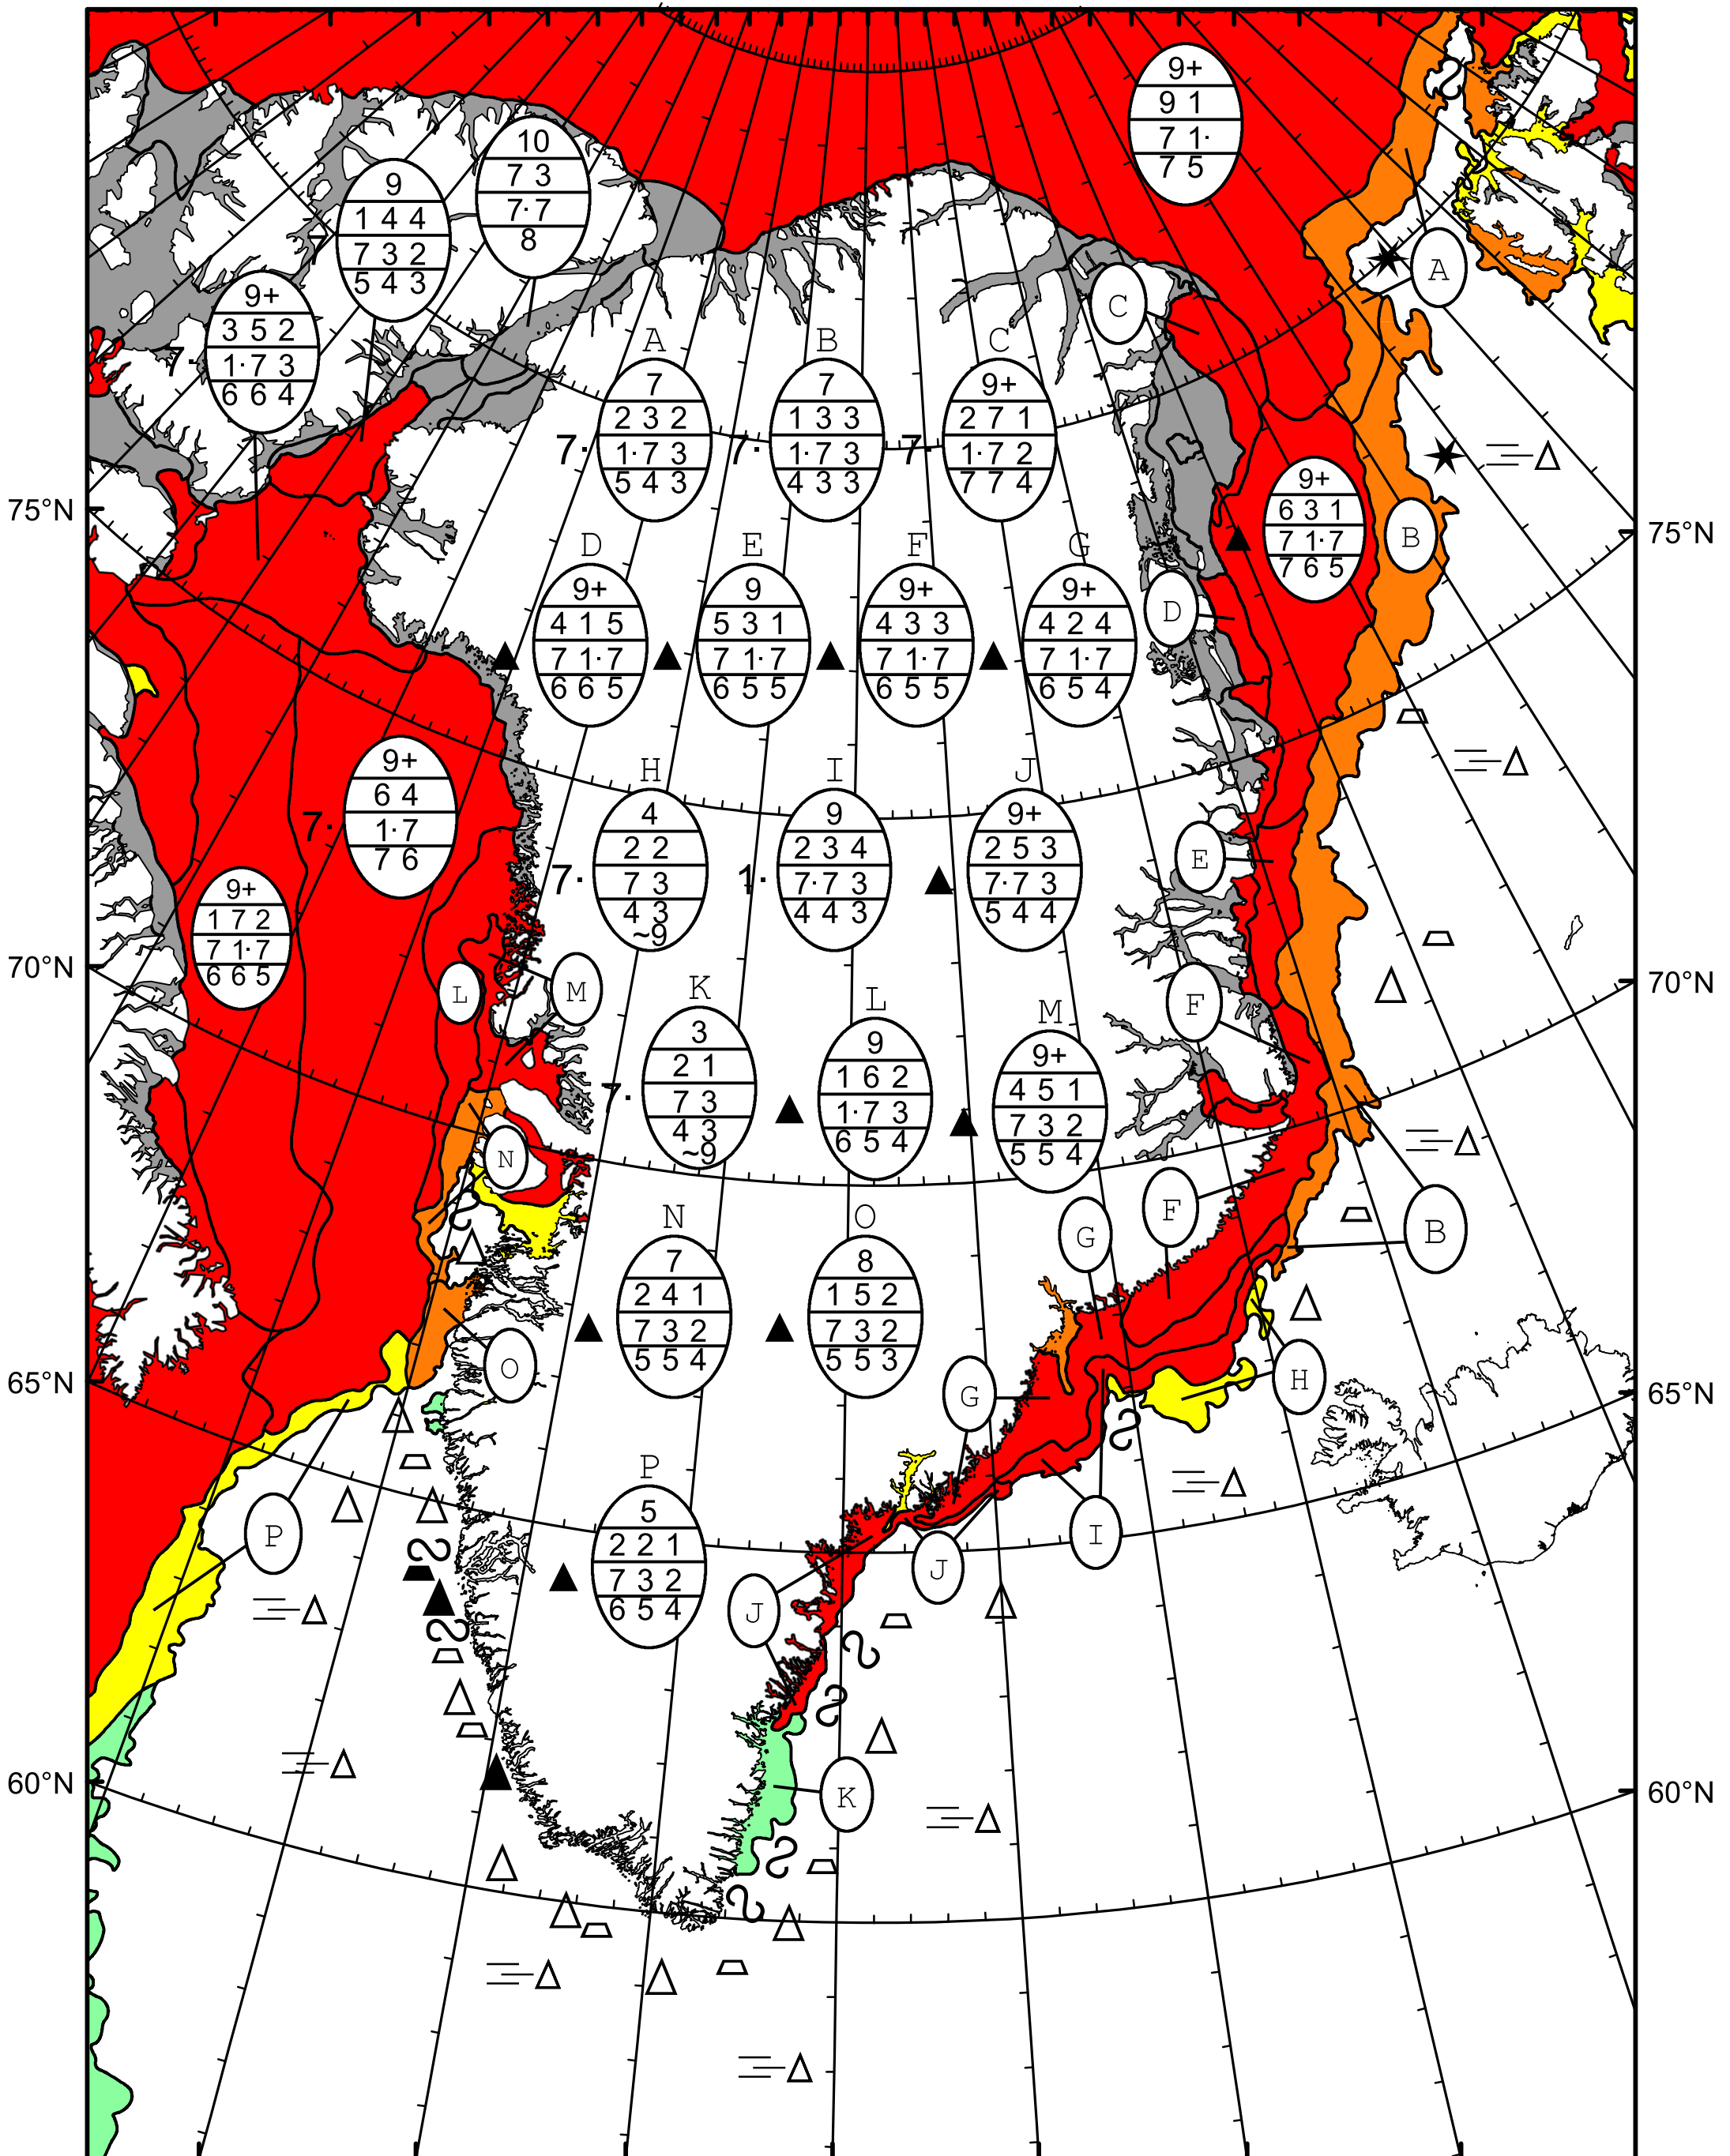 9+
9 1
7 1·
7 5
10
7 3
7· 7
8
9
1 4 4
7
7 3 2
5 4 3
A
9+
3 5 2
7· 1· 7 3
6 6 4
C
A B C
7
2 3 2
7· 1· 7 3
5 4 3
7
1 3 3
7· 1· 7 3
4 3 3
9+
2 7 1
7· 1· 7 2
7 7 4
75°N
75°N
9+
6 3 1
7 1· 7
7 6 5
B
D E F G
9+
4 1 5
7 1· 7
6 6 5
9
5 3 1
7 1· 7
6 5 5
9+
4 3 3
7 1· 7
6 5 5
9+
4 2 4
7 1· 7
6 5 4
D
9+
6 4
7· 1· 7
7 6
H I J
4
2 2
7· 7 3
4 3
~9
9
2 3 4
1· 7· 7 3
4 4 3
9+
2 5 3
7· 7 3
5 4 4
E
9+
1 7 2
7 1· 7
6 6 5
70°N
70°N
L
M
F
K L M
3
2 1
7· 7 3
4 3
~9
9
1 6 2
1· 7 3
6 5 4
9+
4 5 1
7 3 2
5 5 4
N
F
G
B
N O
7
2 4 1
7 3 2
5 5 4
8
1 5 2
7 3 2
5 5 3
O
H
G
65°N
65°N
P
5
2 2 1
7 3 2
6 5 4
P
I
J
J
60°N
60°N
K